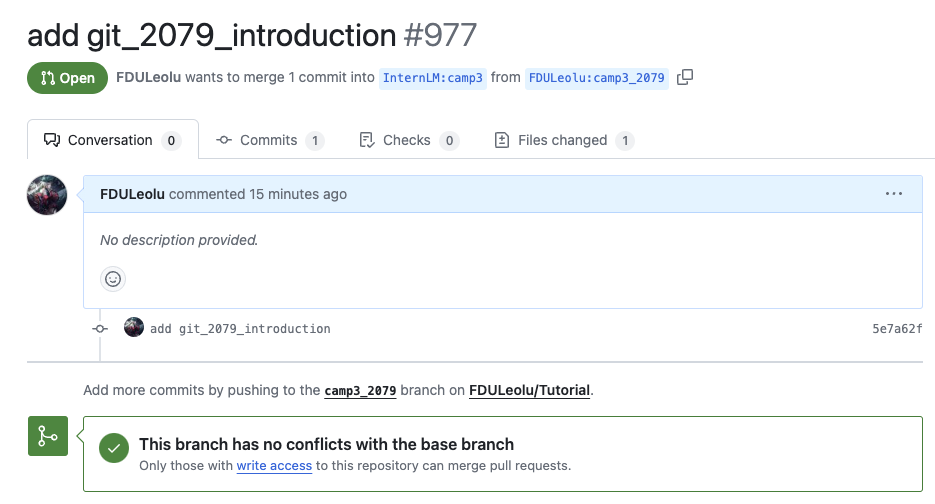 add git_2079_introduction #977
Open FDULeolu wants to merge 1 commit into InternLM:camp3 from FDULeolu:camp3_2079
Conversation 0 Commits 1 Checks 0 Files changed 1
FDULeolu commented 15 minutes ago
No description provided.
add git_2079_introduction 5e7a62f
Add more commits by pushing to the camp3_2079 branch on FDULeolu/Tutorial.
This branch has no conflicts with the base branch
Only those with write access to this repository can merge pull requests.